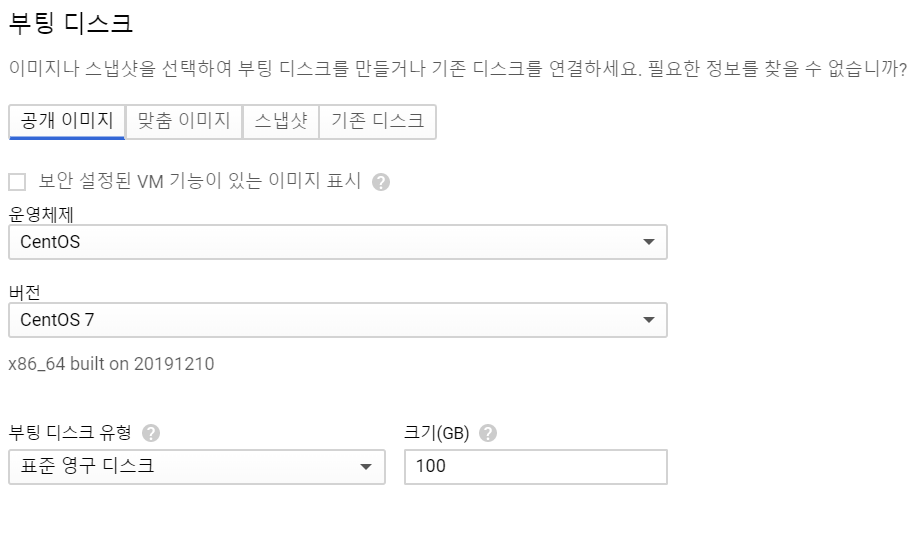 부팅 디스크
이미지나 스냅샷을 선택하여 부팅 디스크를 만들거나 기존 디스크를 연결하세요. 필요한 정보를 찾을 수 없습니까?
공개 이미지 맞춤 이미지 스냅샷 기존 디스크
보안 설정된 VM 기능이 있는 이미지 표시 ?
운영체제
CentOS
버전
CentOS 7
x86_64 built on 20191210
부팅 디스크 유형 ? 크기(GB) ?
표준 영구 디스크 100